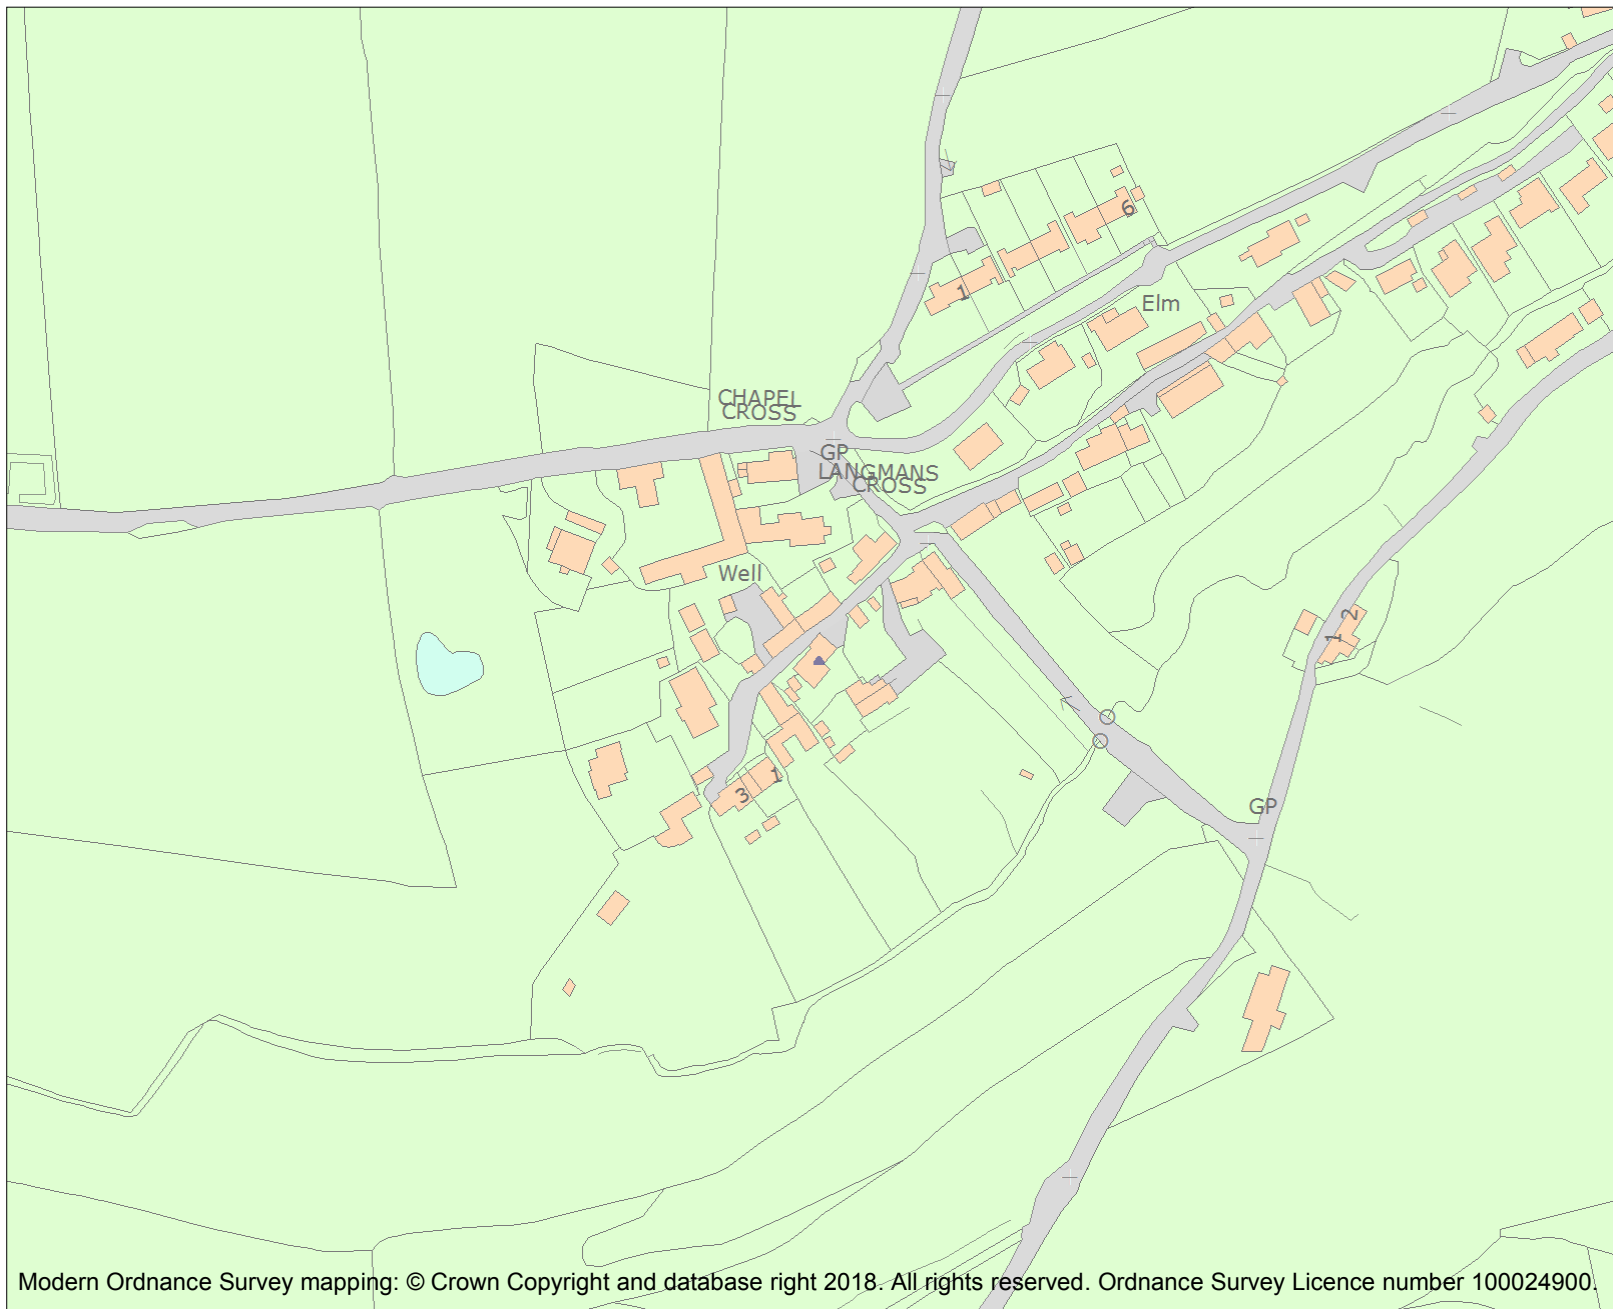 6
1
Elm
CHAPEL
CROSS
GP
LANGMANS
CROSS
Well
2
1
1
3
GP
Modern Ordnance Survey mapping: © Crown Copyright and database right 2018. All rights reserved. Ordnance Survey Licence number 100024900.